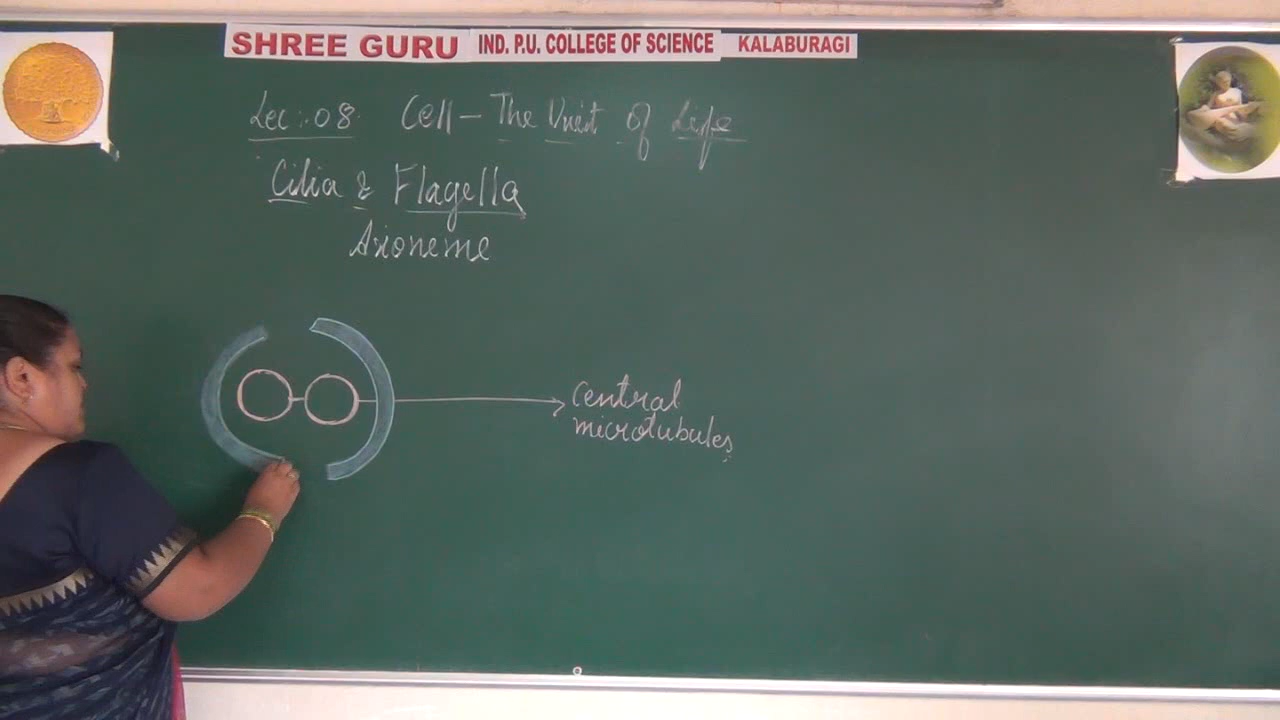 SHREE GURU IND. P.U. COLLEGE OF SCIENCE KALABURAGI
Lec:08 Cell – The Unit of Life
Cilia & Flagella
Axoneme
Central
microtubules